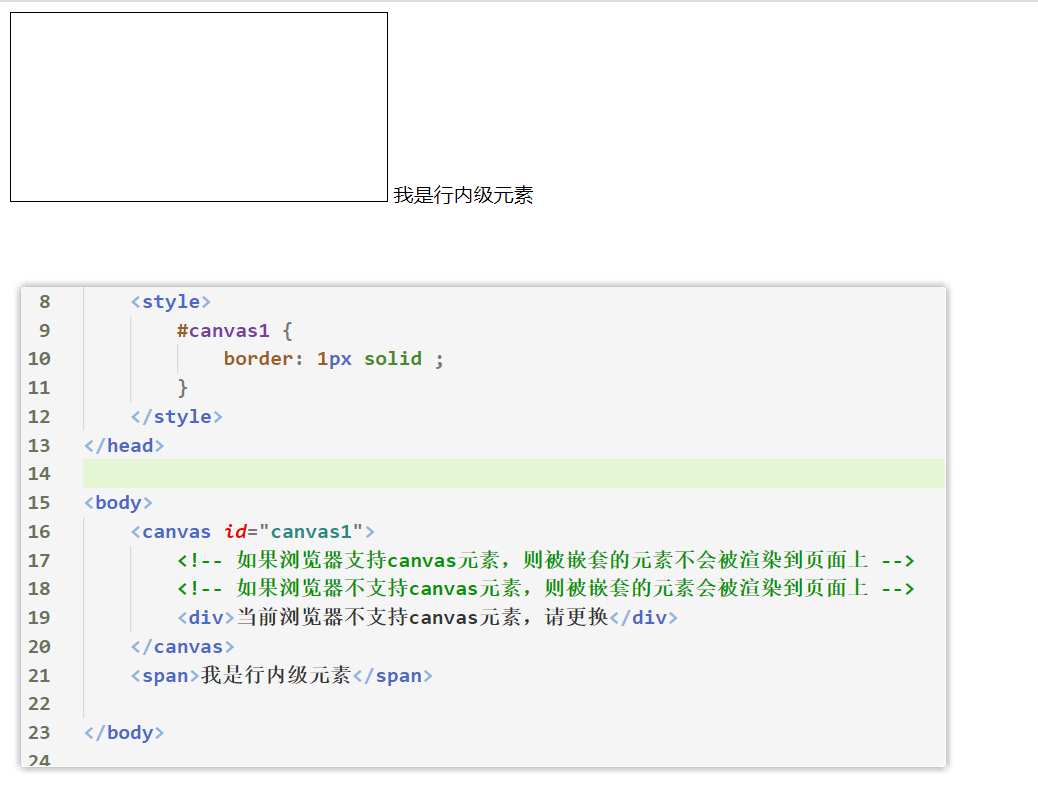 我是行内级元素
8 <style>
9 #canvas1 {
10 border: 1px solid ;
11 }
12 </style>
13 </head>
14
15 <body>
16 <canvas id="canvas1">
17 <!-- 如果浏览器支持canvas元素，则被嵌套的元素不会被渲染到页面上 -->
18 <!-- 如果浏览器不支持canvas元素，则被嵌套的元素会被渲染到页面上 -->
19 <div>当前浏览器不支持canvas元素，请更换</div>
20 </canvas>
21 <span>我是行内级元素</span>
22
23 </body>
24